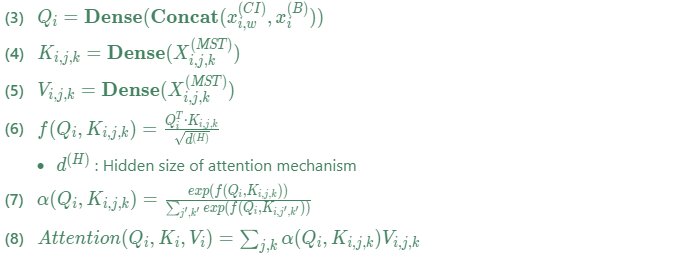 (3) Q_i = Dense(Concat(x_{i,w}^{(CI)}, x_i^{(B)}))
(4) K_{i,j,k} = Dense(X_{i,j,k}^{(MST)})
(5) V_{i,j,k} = Dense(X_{i,j,k}^{(MST)})
(6) f(Q_i, K_{i,j,k}) = \frac{Q_i^T·K_{i,j,k}}{\sqrt{d^{(H)}}}
• d^{(H)} : Hidden size of attention mechanism
(7) α(Q_i, K_{i,j,k}) = \frac{exp(f(Q_i,K_{i,j,k}))}{\sum_{j',k'} exp(f(Q_i,K_{i,j',k'}))}
(8) Attention(Q_i, K_i, V_i) = \sum_{j,k} α(Q_i, K_{i,j,k})V_{i,j,k}